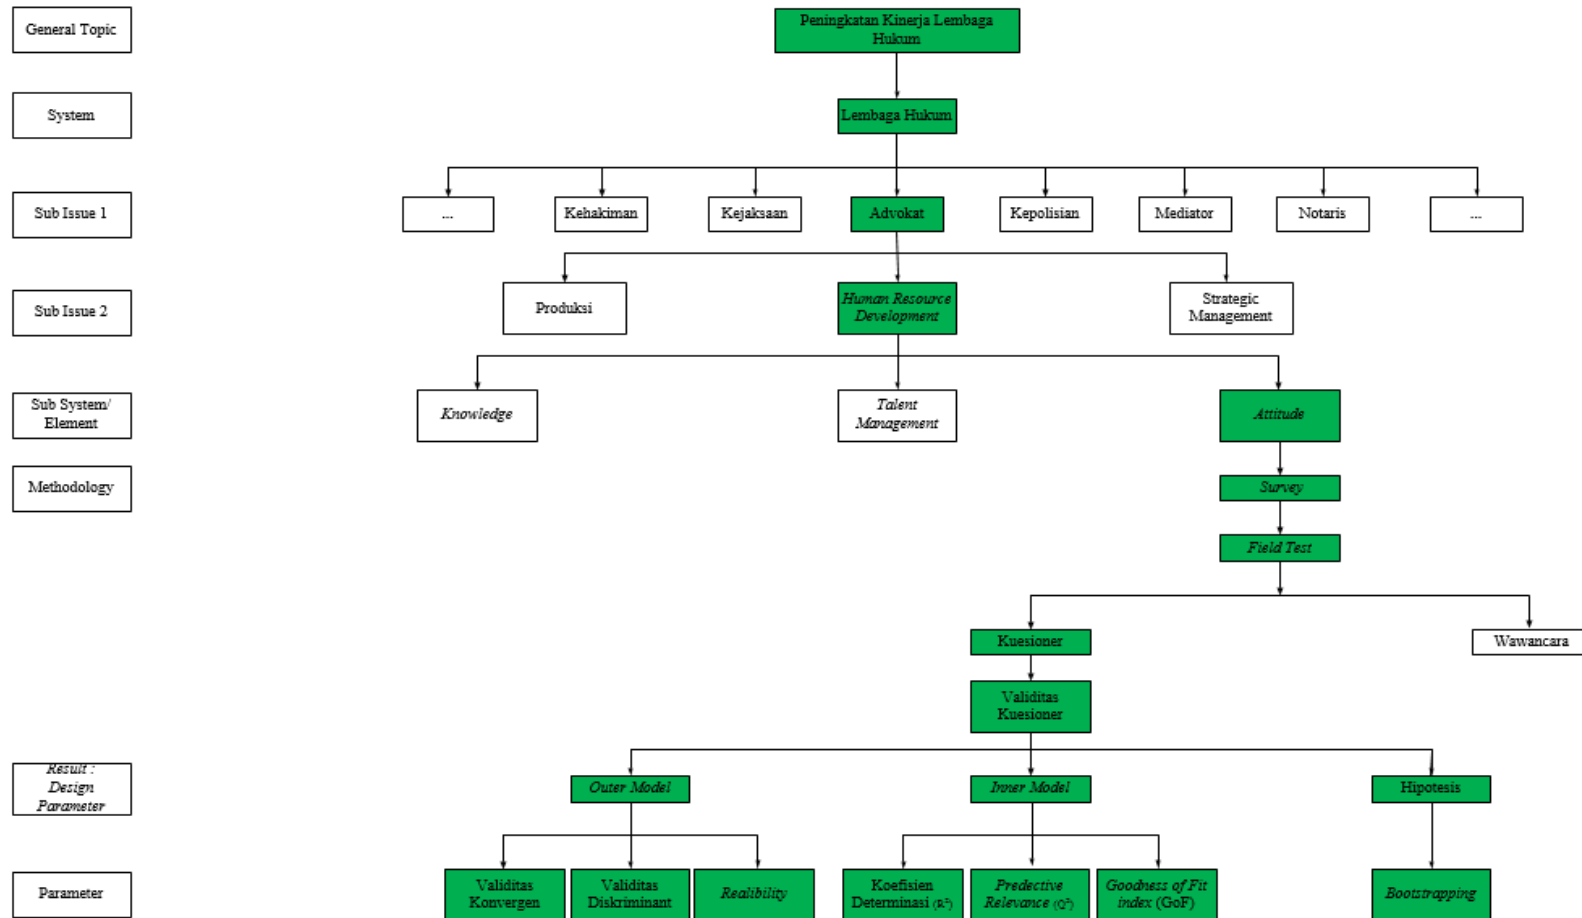 General Topic
Peningkatan Kinerja Lembaga
Hukum
System
Lembaga Hukum
Sub Issue 1
...
Kehakiman
Kejaksaan
Advokat
Kepolisian
Mediator
Notaris
...
Sub Issue 2
Produksi
Human Resource
Development
Strategic
Management
Sub System/
Element
Knowledge
Talent
Management
Attitude
Methodology
Survey
Field Test
Kuesioner
Wawancara
Validitas
Kuesioner
Result :
Design
Parameter
Outer Model
Inner Model
Hipotesis
Parameter
Validitas
Konvergen
Validitas
Diskriminant
Realibility
Koefisien
Determinasi (R²)
Predective
Relevance (Q²)
Goodness of Fit
index (GoF)
Bootstrapping